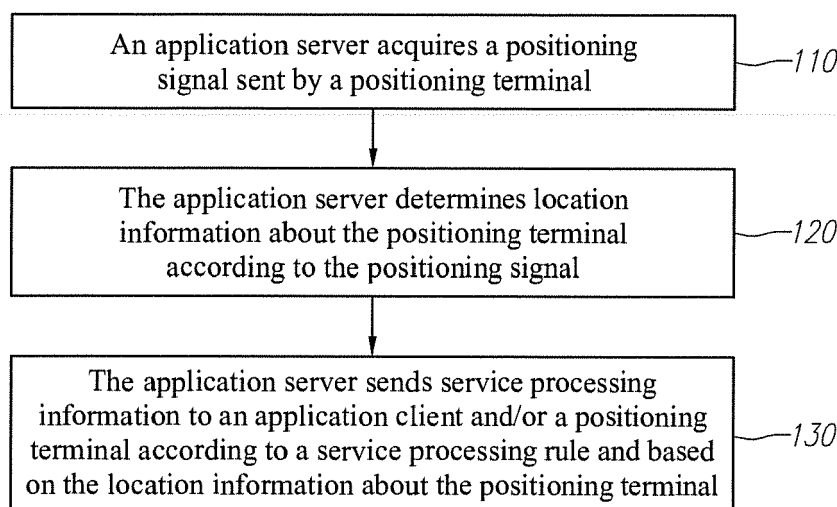 An application server acquires a positioning
signal sent by a positioning terminal
110
The application server determines location
information about the positioning terminal
according to the positioning signal
120
The application server sends service processing
information to an application client and/or a positioning
terminal according to a service processing rule and based
on the location information about the positioning terminal
130